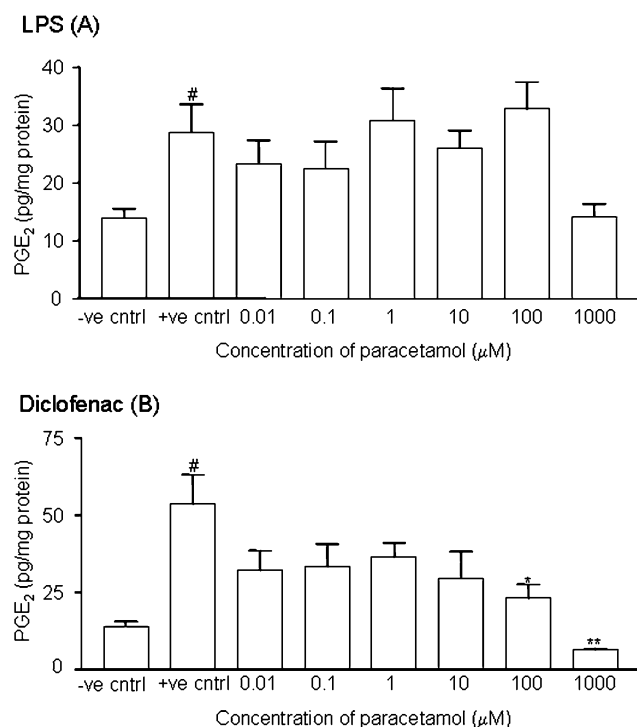 LPS (A)
PGE₂ (pg/mg protein)
40
30
20
10
0
#
-ve cntrl +ve cntrl 0.01 0.1 1 10 100 1000
Concentration of paracetamol (μM)
Diclofenac (B)
PGE₂ (pg/mg protein)
75
50
25
0
#
*
**
-ve cntrl +ve cntrl 0.01 0.1 1 10 100 1000
Concentration of paracetamol (μM)